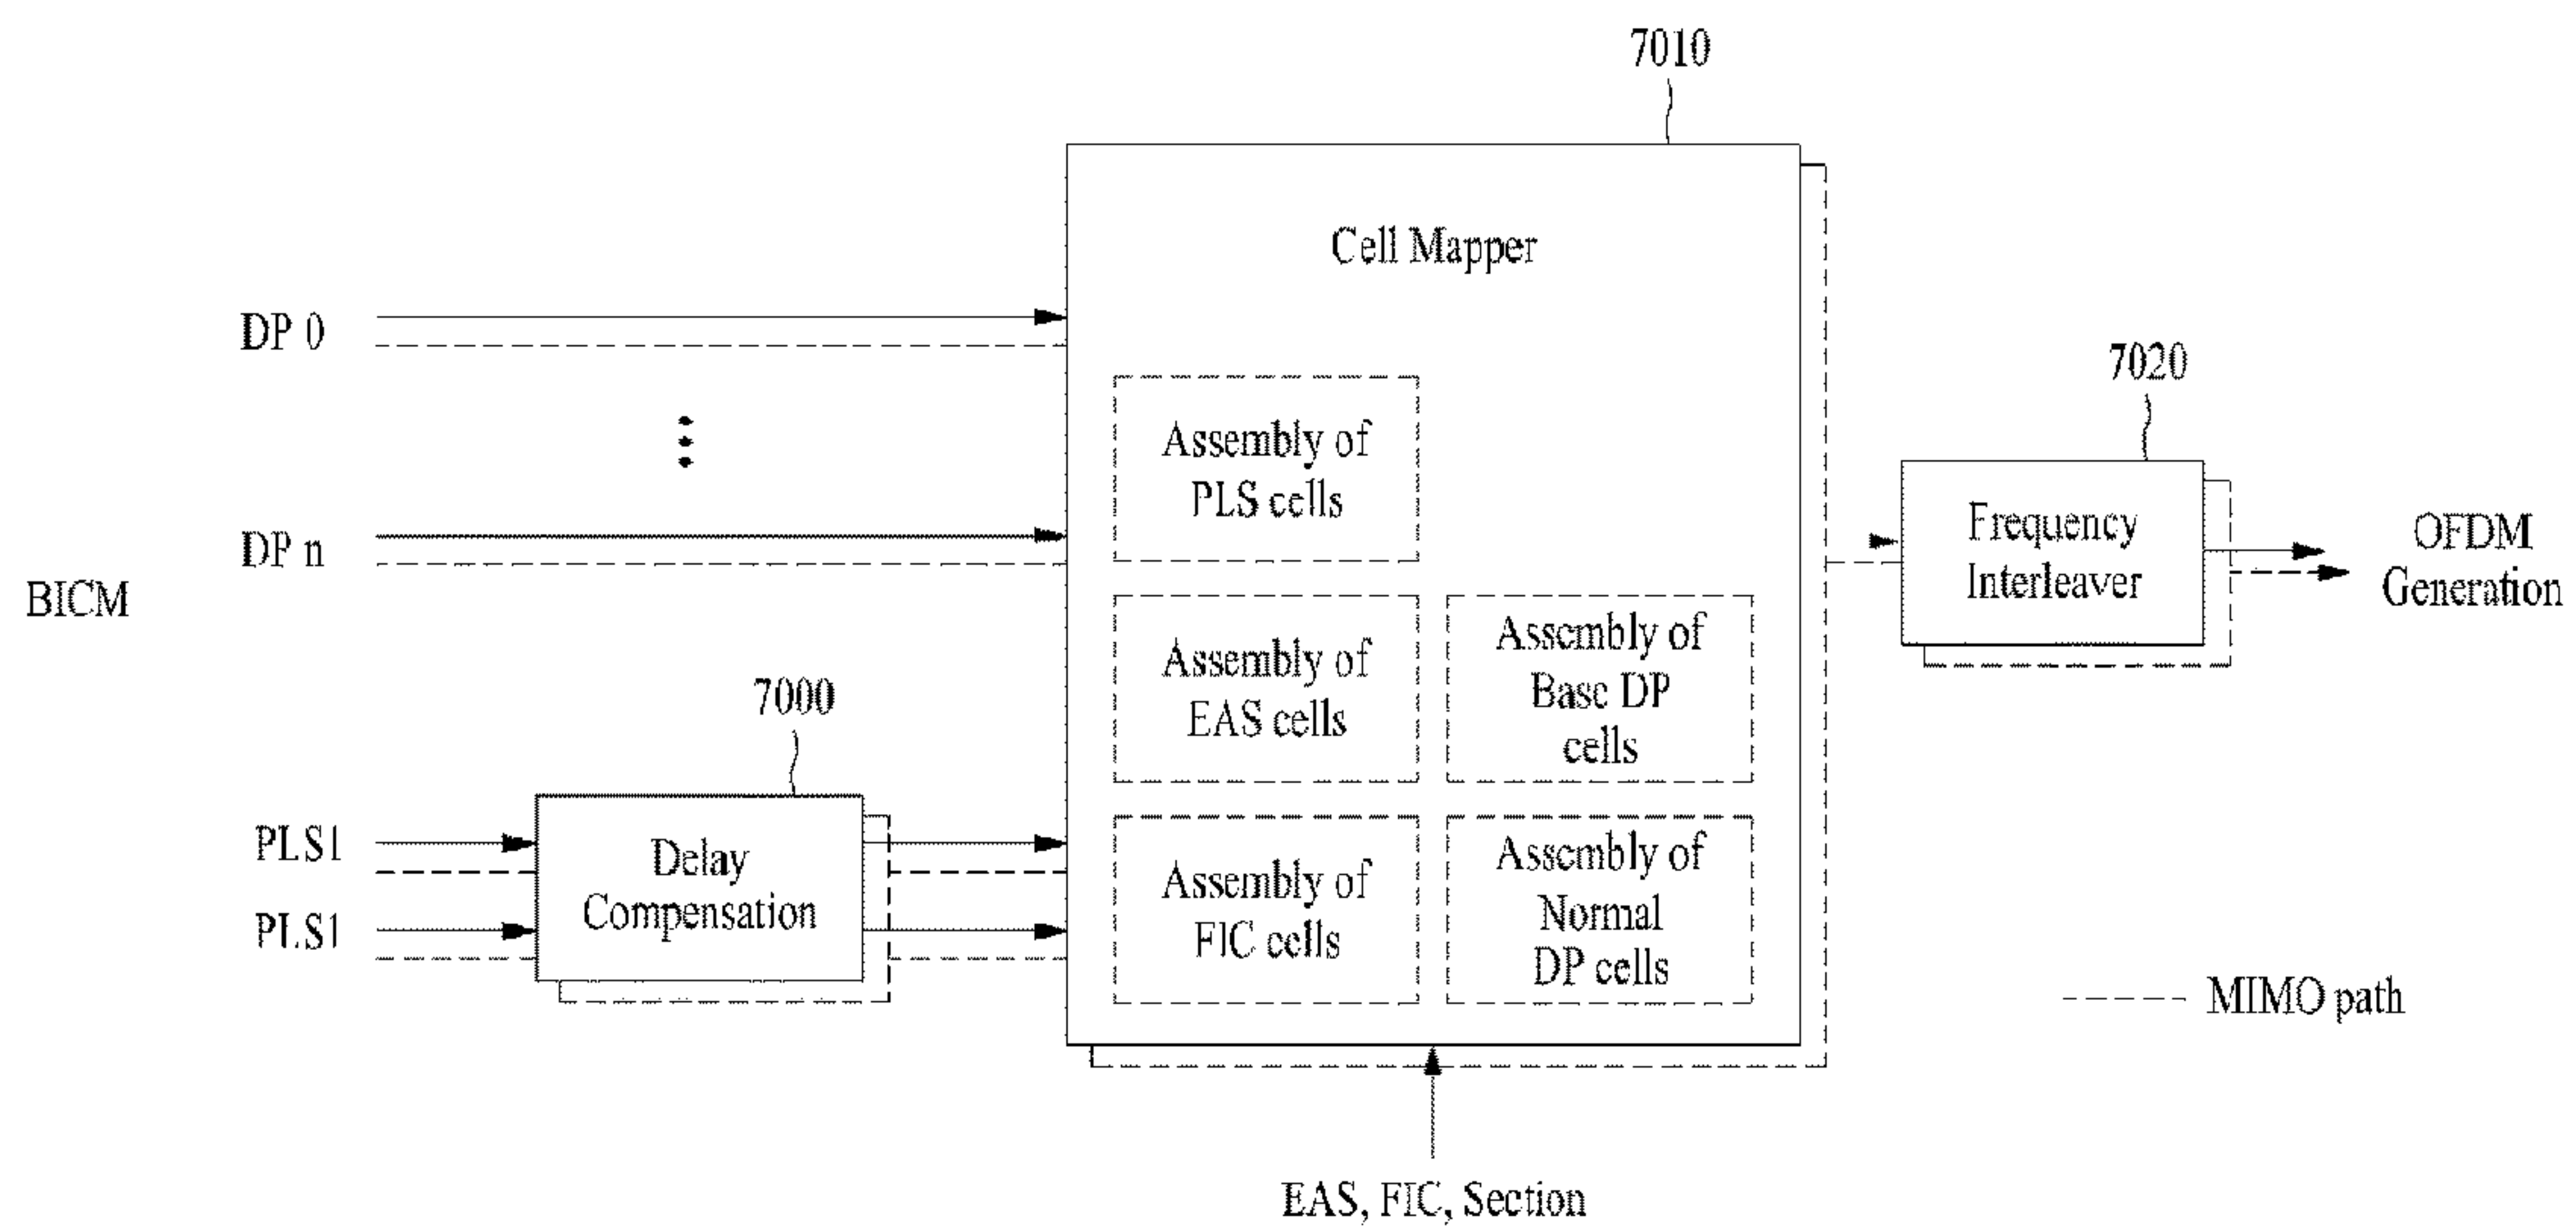 7010
Cell Mapper
DP 0
7020
Assembly of
PLS cells
Frequency
Interleaver
OFDM
Generation
DP n
BICM
Assembly of
EAS cells
Assembly of
Base DP
cells
7000
PLS1
Delay
Compensation
PLS1
Assembly of
FIC cells
Assembly of
Normal
DP cells
MIMO path
EAS, FIC, Section